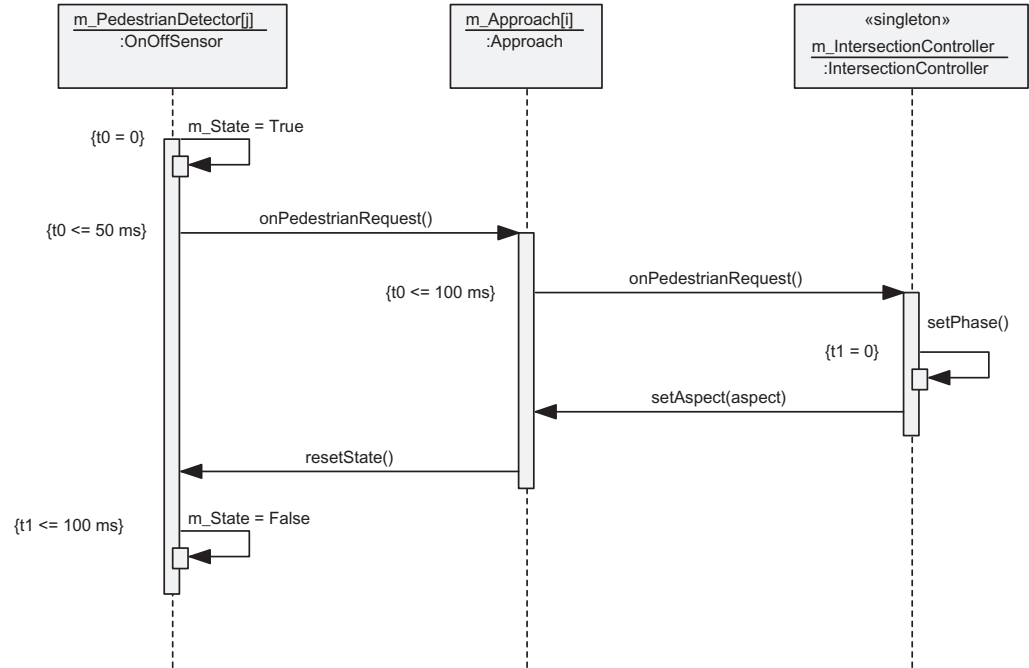 m_PedestrianDetector[j]
:OnOffSensor
m_Approach[i]
:Approach
«singleton»
m_IntersectionController
:IntersectionController
{t0 = 0}
m_State = True
{t0 <= 50 ms}
onPedestrianRequest()
{t0 <= 100 ms}
onPedestrianRequest()
setPhase()
{t1 = 0}
setAspect(aspect)
resetState()
{t1 <= 100 ms}
m_State = False